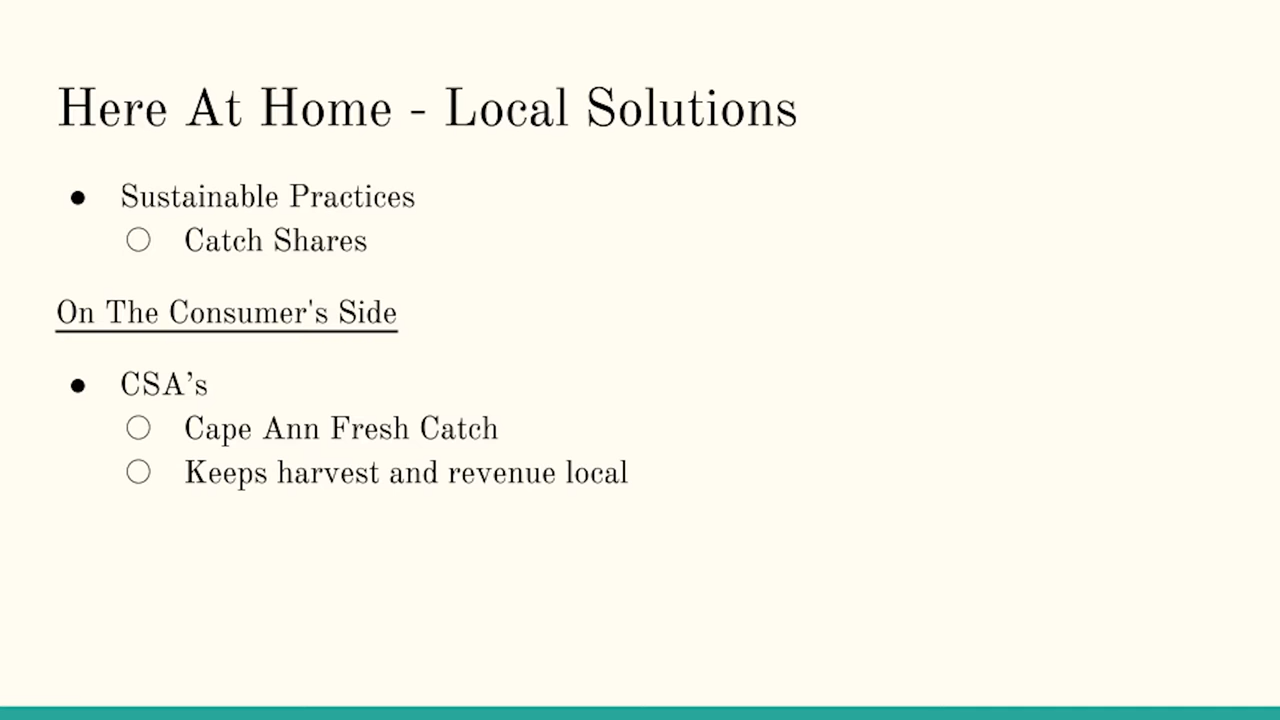 Here At Home - Local Solutions
● Sustainable Practices
○ Catch Shares
On The Consumer's Side
● CSA’s
○ Cape Ann Fresh Catch
○ Keeps harvest and revenue local